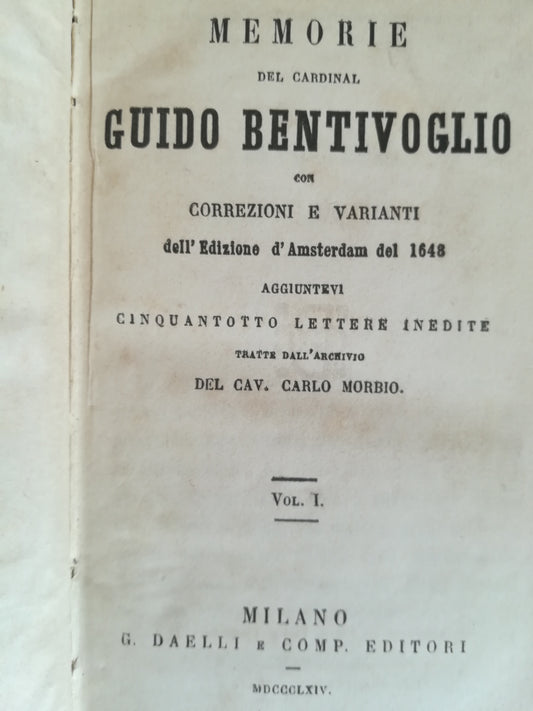 MEMORIE
DEL CARDINAL
GUIDO BENTIVOGLIO
CON
CORREZIONI E VARIANTI
dell' Edizione d'Amsterdam del 1648
AGGIUNTEVI
CINQUANTOTTO LETTERE INEDITE
TRATTE DALL'ARCHIVIO
DEL CAV. CARLO MORBIO.
VOL. I.
MILANO
G. DAELLI E COMP. EDITORI
MDCCCLXIV.